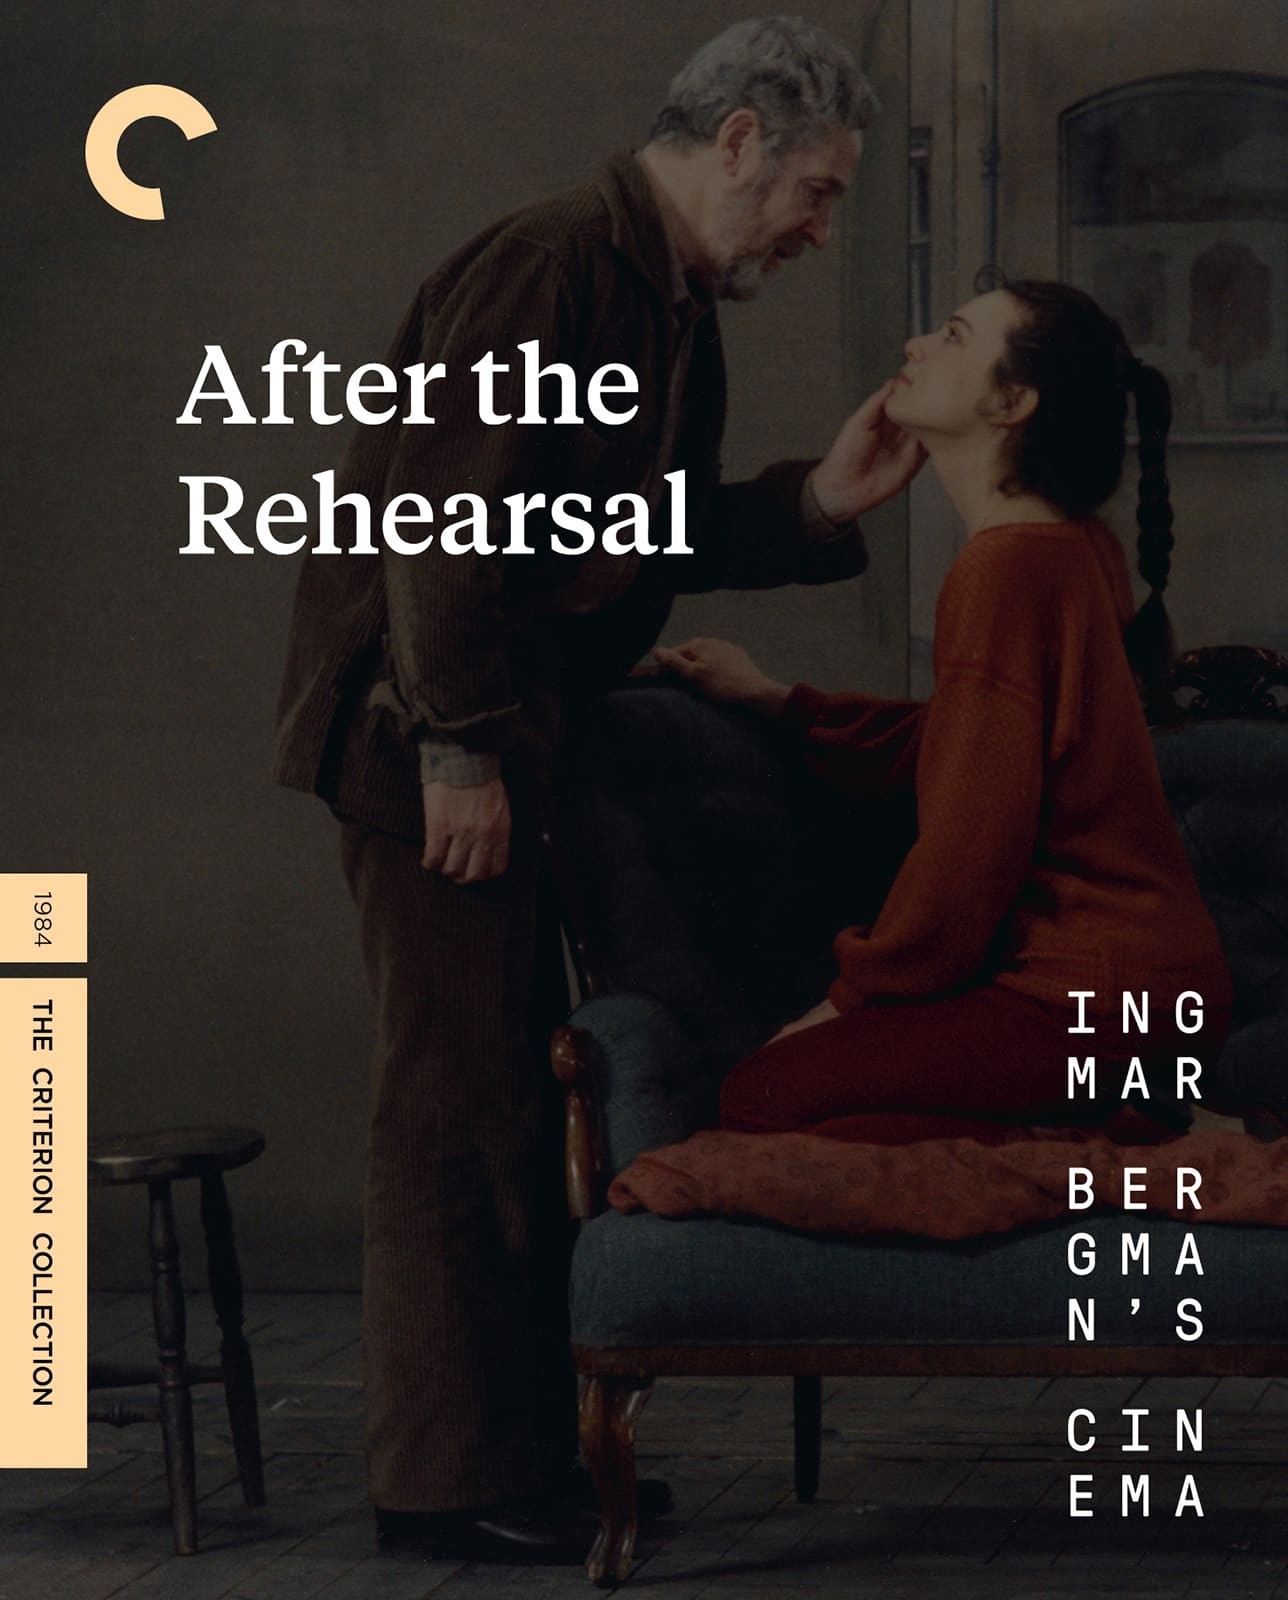 After the
Rehearsal
1984
THE CRITERION COLLECTION
ING
MAR
BER
GMA
N’S
CIN
EMA